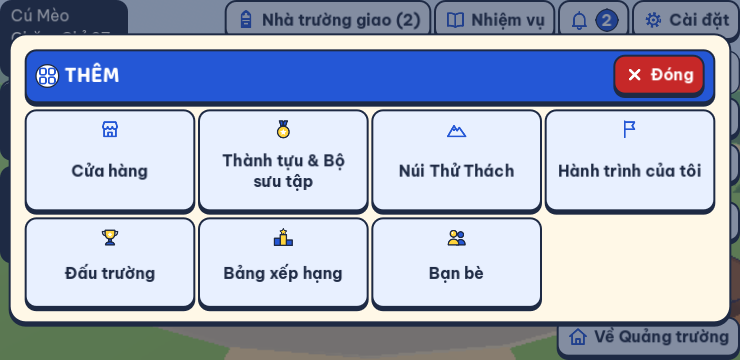 Cú Mèo
Nhà trường giao (2)
Nhiệm vụ
2
Cài đặt
THÊM
Đóng
Cửa hàng
Thành tựu & Bộ
sưu tập
Núi Thử Thách
Hành trình của tôi
Đấu trường
Bảng xếp hạng
Bạn bè
Về Quảng trường